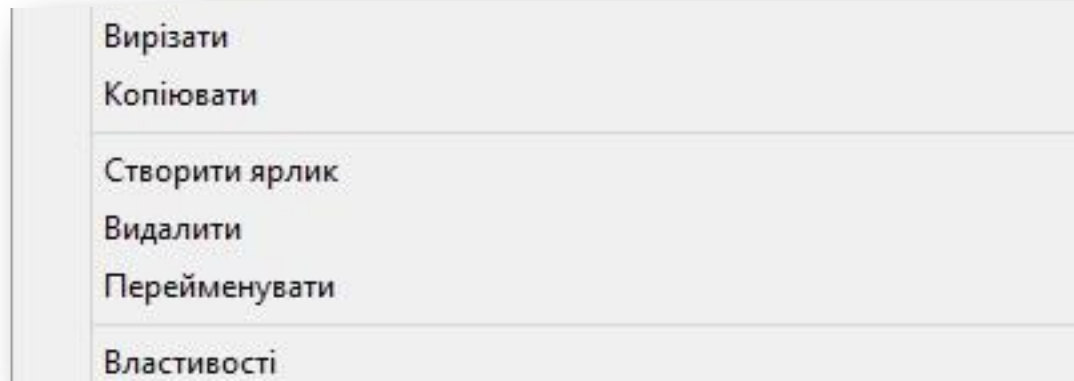 Вирізати
Копіювати
Створити ярлик
Видалити
Перейменувати
Властивості